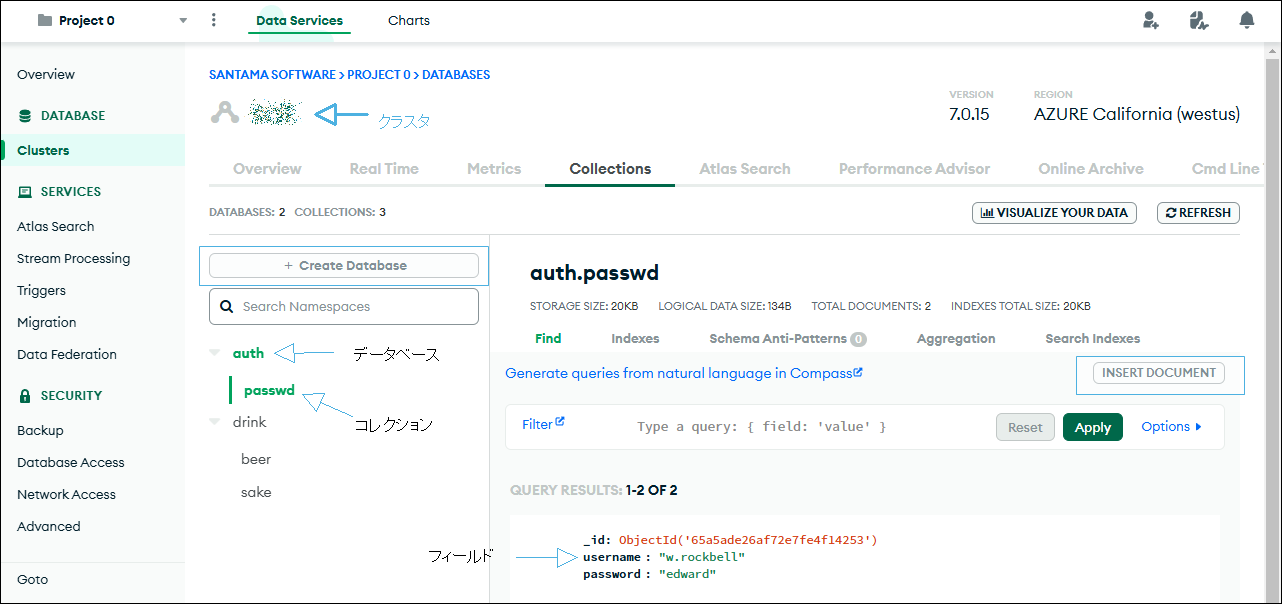 Project 0
Data Services
Charts
Overview
DATABASE
Clusters
SERVICES
Atlas Search
Stream Processing
Triggers
Migration
Data Federation
SECURITY
Backup
Database Access
Network Access
Advanced
Goto
SANTAMA SOFTWARE > PROJECT 0 > DATABASES
クラスタ
VERSION
7.0.15
REGION
AZURE California (westus)
Overview Real Time Metrics Collections Atlas Search Performance Advisor Online Archive Cmd Line
DATABASES: 2 COLLECTIONS: 3
VISUALIZE YOUR DATA
REFRESH
+ Create Database
Search Namespaces
auth
データベース
passwd
コレクション
drink
beer
sake
auth.passwd
STORAGE SIZE: 20KB LOGICAL DATA SIZE: 134B TOTAL DOCUMENTS: 2 INDEXES TOTAL SIZE: 20KB
Find Indexes Schema Anti-Patterns 0 Aggregation Search Indexes
Generate queries from natural language in Compass
INSERT DOCUMENT
Filter
Type a query: { field: 'value' }
Reset
Apply
Options
QUERY RESULTS: 1-2 OF 2
_id: ObjectId('65a5ade26af72e7fe4f14253')
フィールド
username : "w.rockbell"
password : "edward"